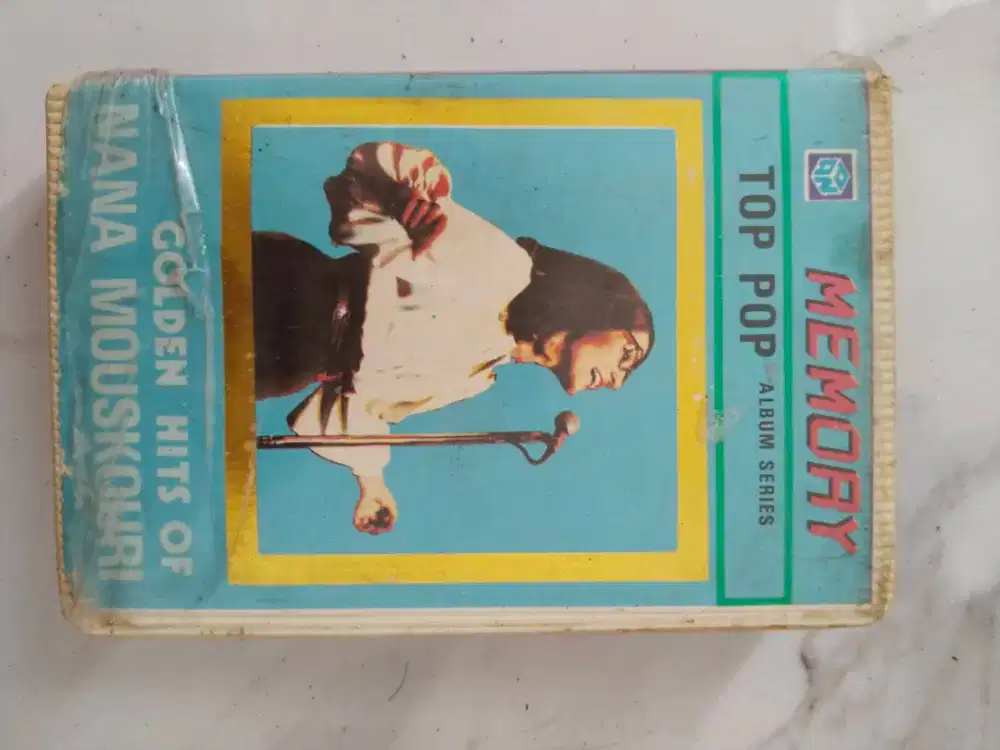 MEMORY
TOP POP ALBUM SERIES
GOLDEN HITS OF
NANA MOUSKOURI